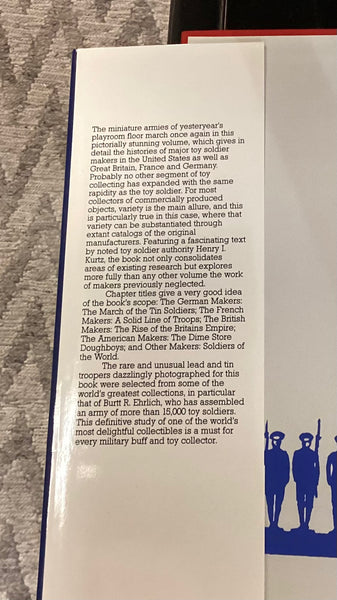 The miniature armies of yesteryear's
playroom floor march once again in this
pictorially stunning volume, which gives in
detail the histories of major toy soldier
makers in the United States as well as
Great Britain, France and Germany.
Probably no other segment of toy
collecting has expanded with the same
rapidity as the toy soldier. For most
collectors of commercially produced
objects, variety is the main allure, and this
is particularly true in this case, where that
variety can be substantiated through
extant catalogs of the original
manufacturers. Featuring a fascinating text
by noted toy soldier authority Henry I.
Kurtz, the book not only consolidates
areas of existing research but explores
more fully than any other volume the work
of makers previously neglected.
Chapter titles give a very good idea
of the book's scope: The German Makers:
The March of the Tin Soldiers; The French
Makers: A Solid Line of Troops; The British
Makers: The Rise of the Britains Empire;
The American Makers: The Dime Store
Doughboys; and Other Makers: Soldiers of
the World.
The rare and unusual lead and tin
troopers dazzlingly photographed for this
book were selected from some of the
world's greatest collections, in particular
that of Burtt R. Ehrlich, who has assembled
an army of more than 15,000 toy soldiers.
This definitive study of one of the world's
most delightful collectibles is a must for
every military buff and toy collector.